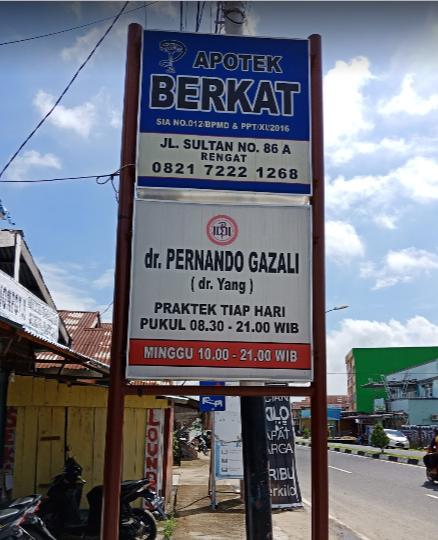 APOTEK
BERKAT
SIA NO.012/BPMD & PPT/XI/2016
JL. SULTAN NO. 86 A
RENGAT
0821 7222 1268
dr. PERNANDO GAZALI
( dr. Yang )
PRAKTEK TIAP HARI
PUKUL 08.30 - 21.00 WIB
MINGGU 10.00 - 21.00 WIB
KILO